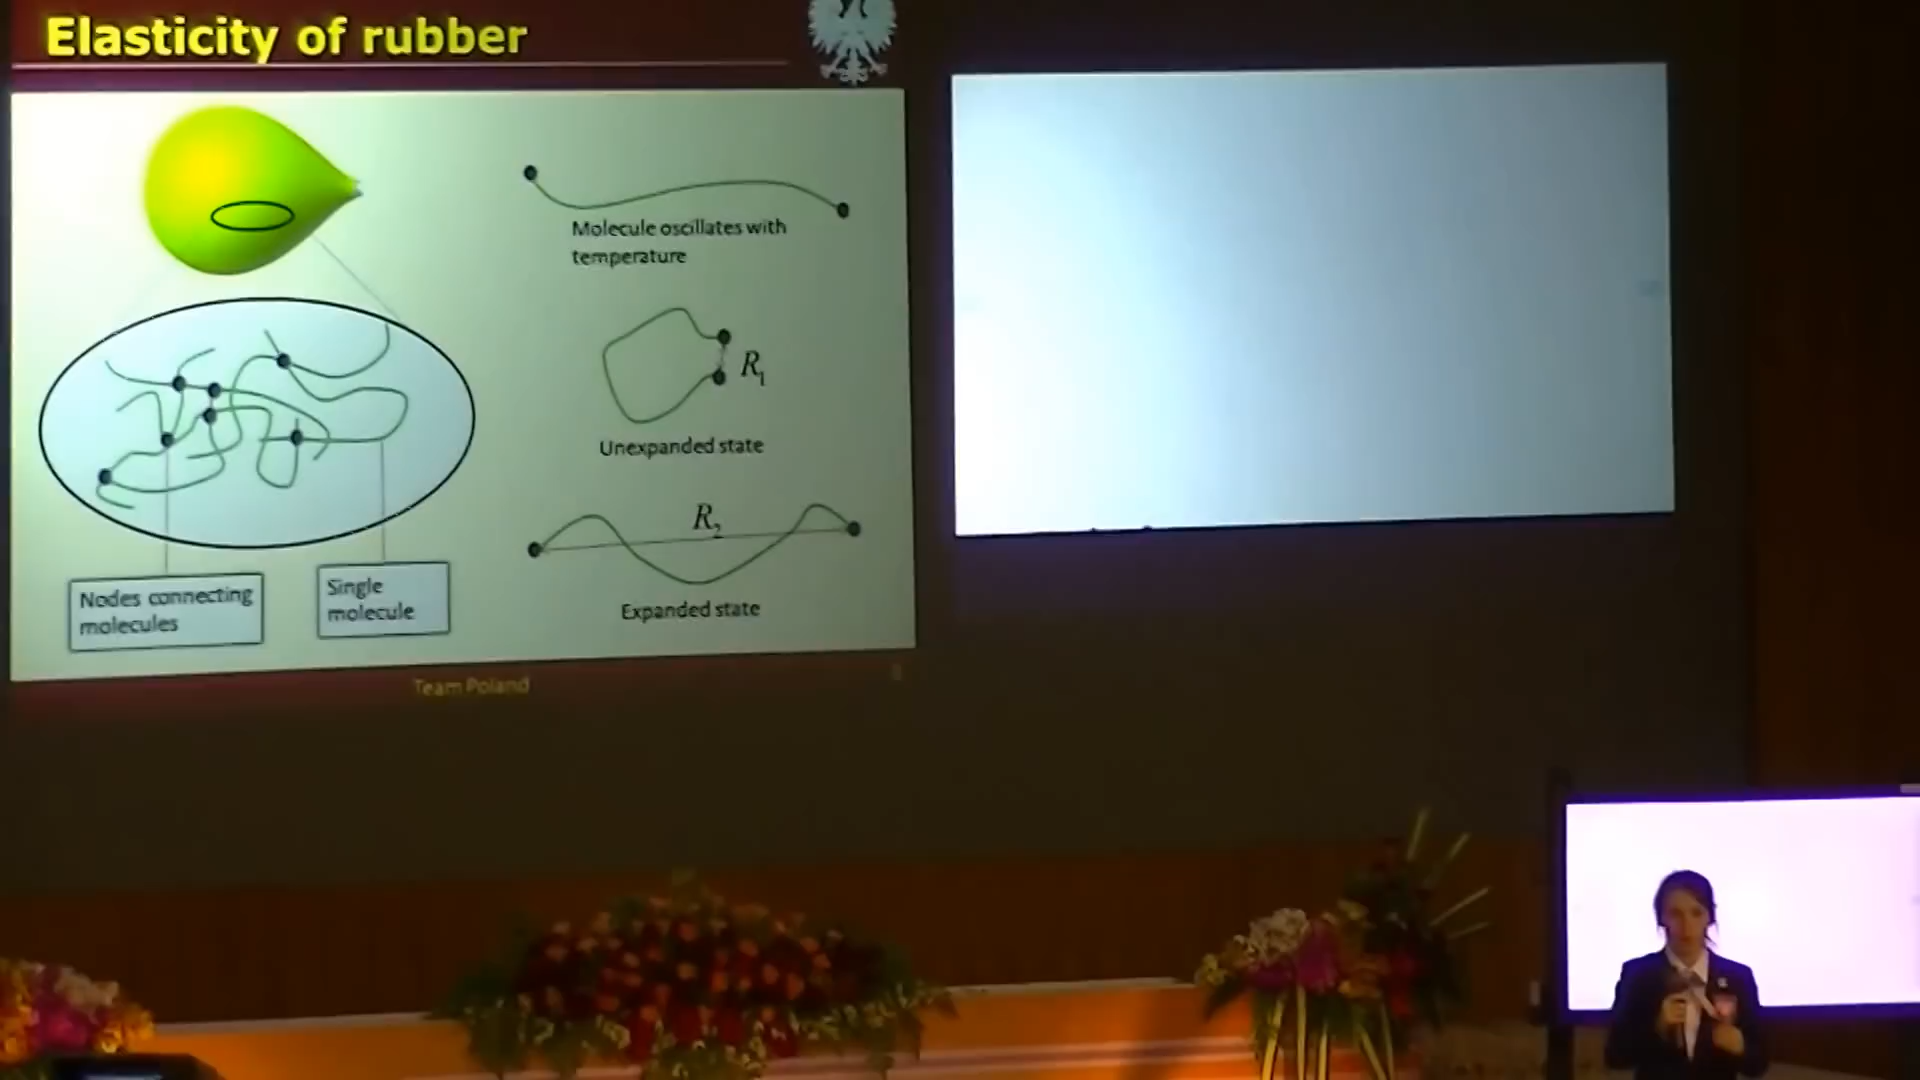 Elasticity of rubber
Molecule oscillates with
temperature
R1
Unexpanded state
R2
Expanded state
Nodes connecting
molecules
Single
molecule
Team Poland